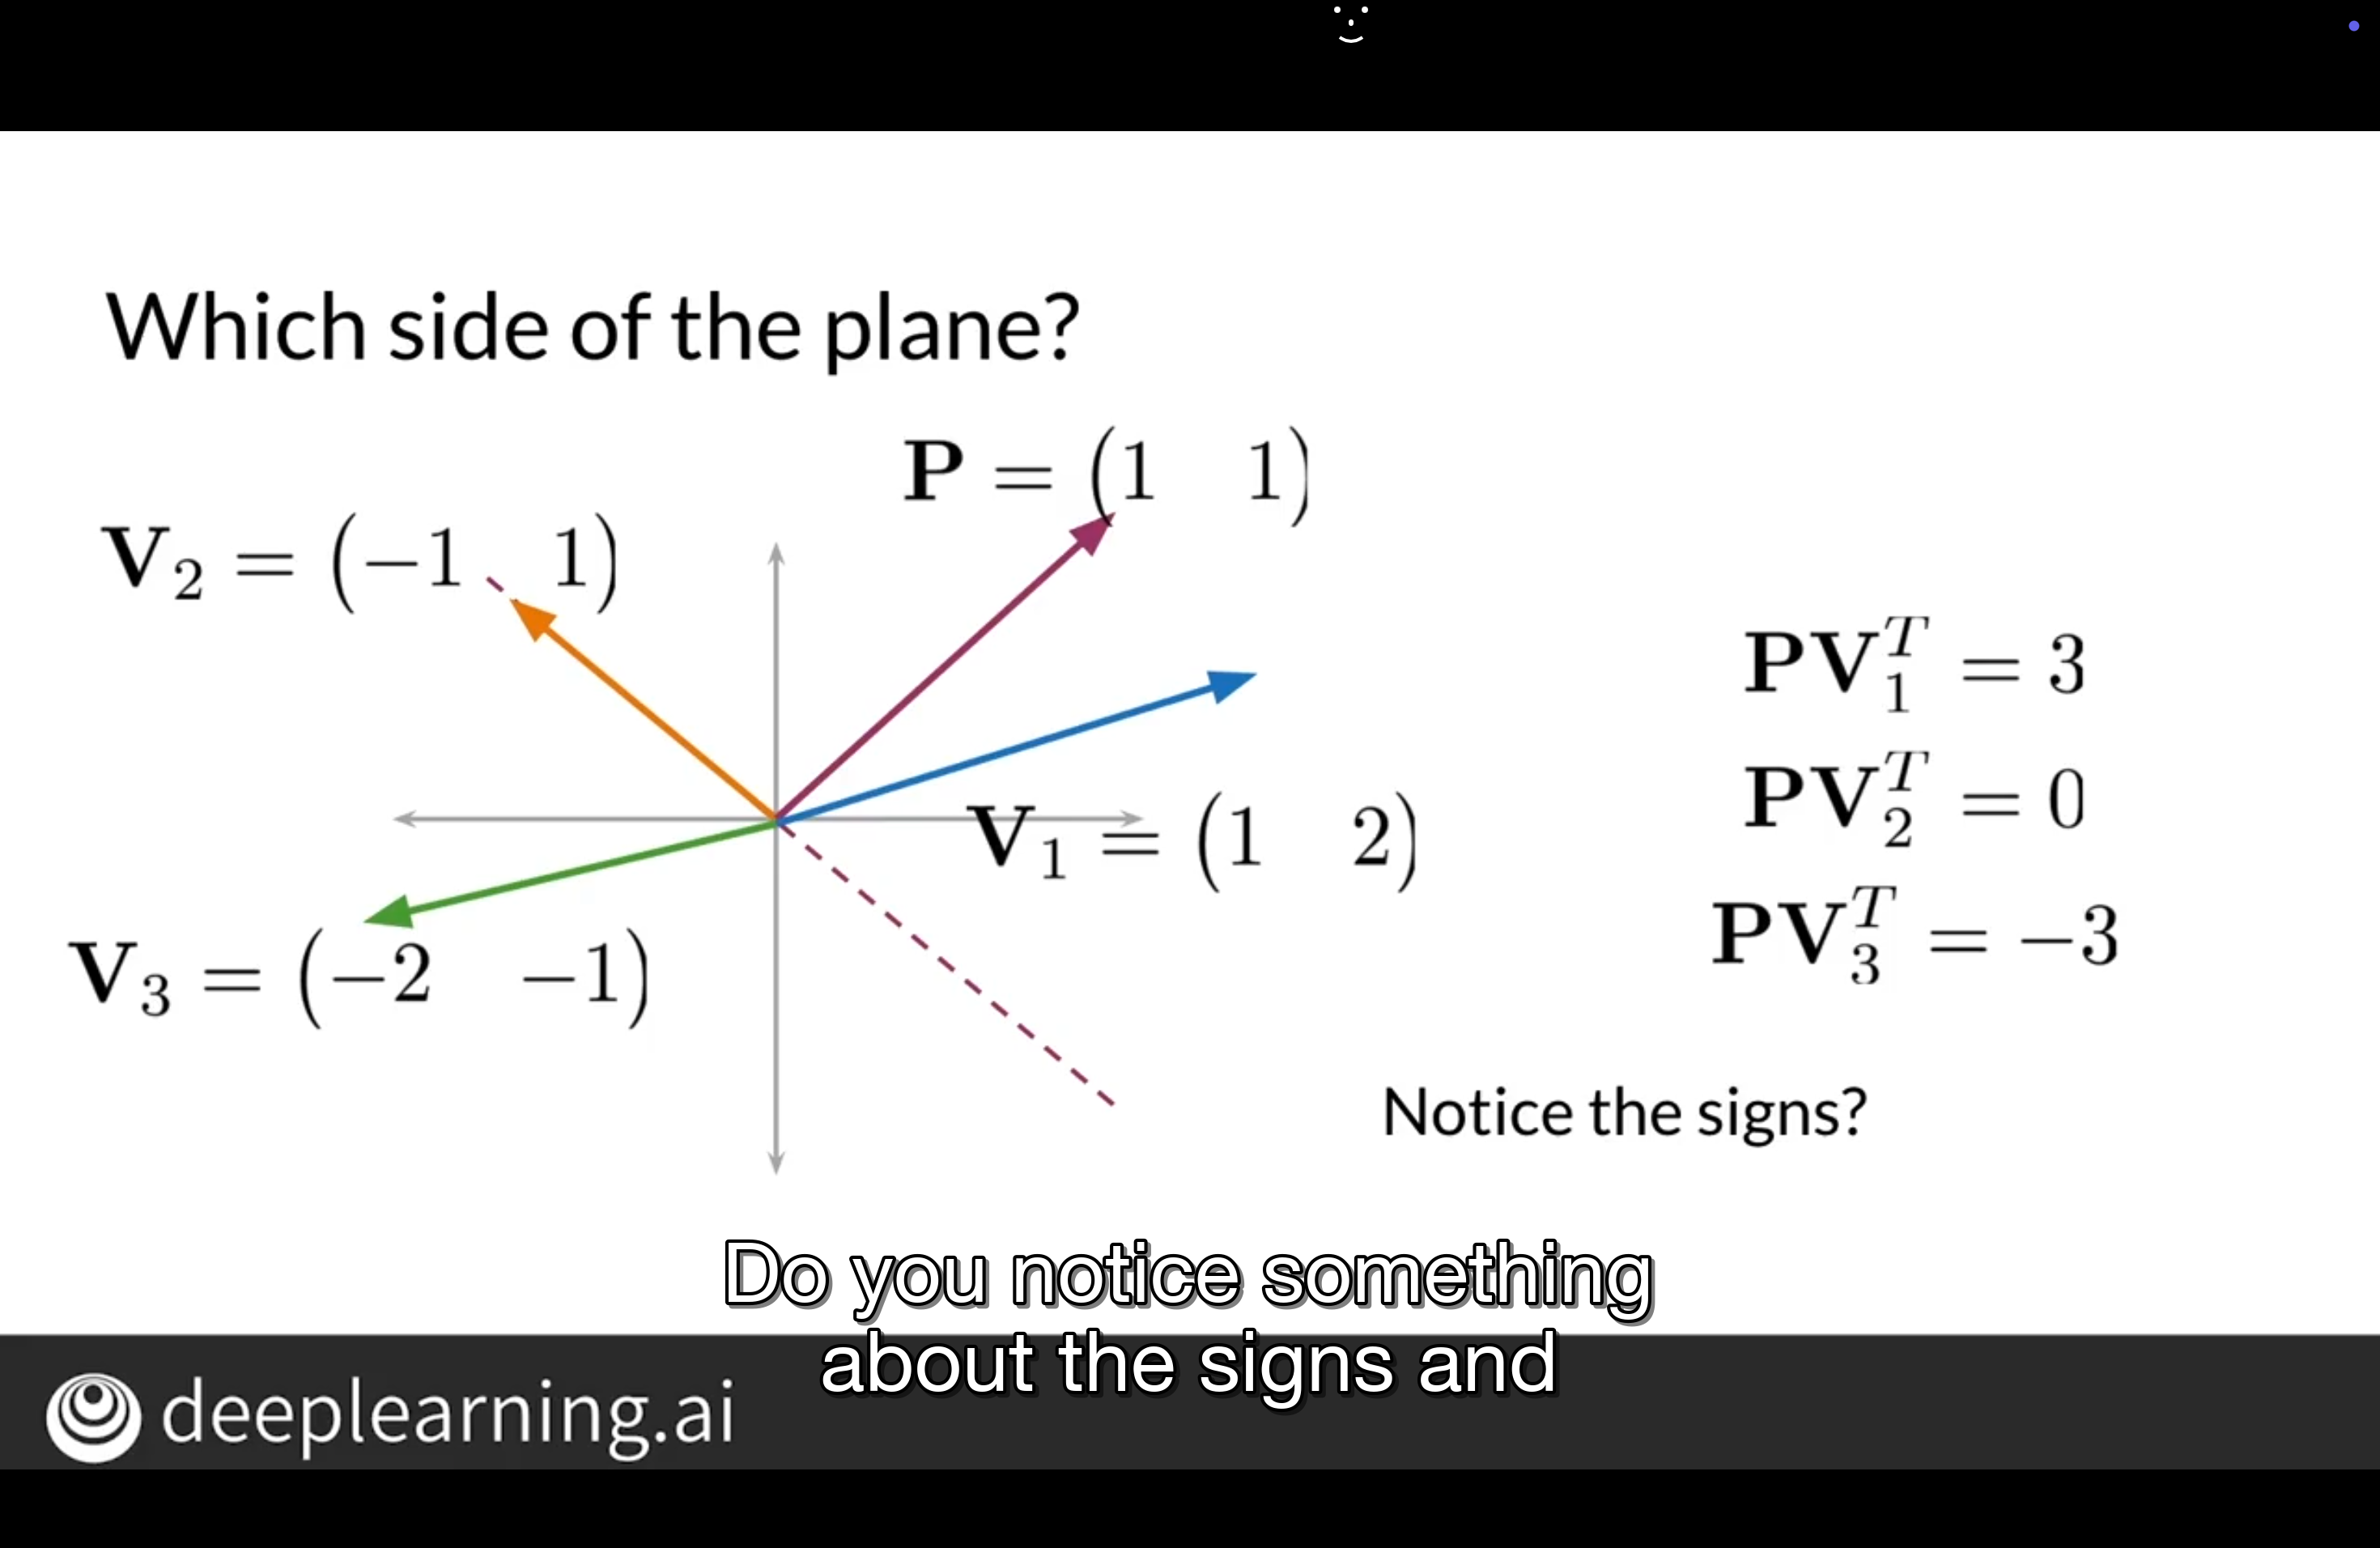 Which side of the plane?
P = (1 1)
V₂ = (−1 1)
V₁ = (1 2)
V₃ = (−2 −1)
PV₁ᵀ = 3
PV₂ᵀ = 0
PV₃ᵀ = −3
Notice the signs?
Do you notice something
about the signs and
deeplearning.ai